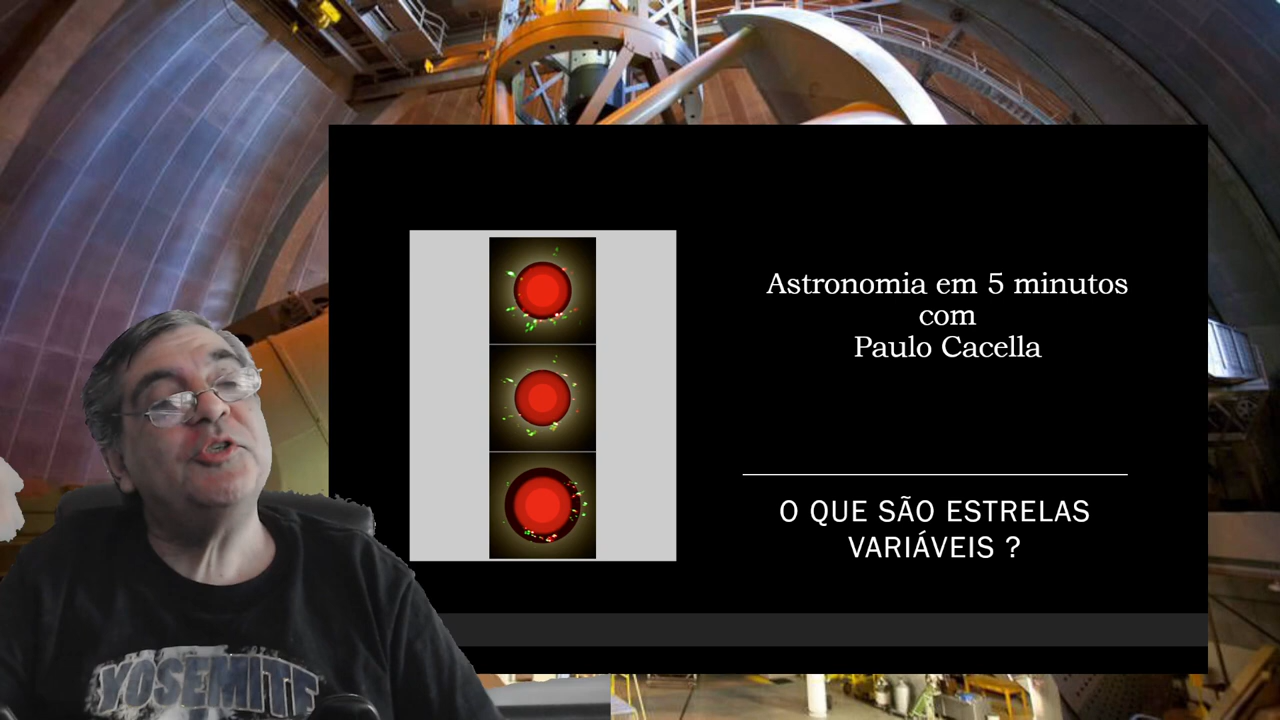 Astronomia em 5 minutos
com
Paulo Cacella
O QUE SÃO ESTRELAS
VARIÁVEIS ?
YOSEMITE